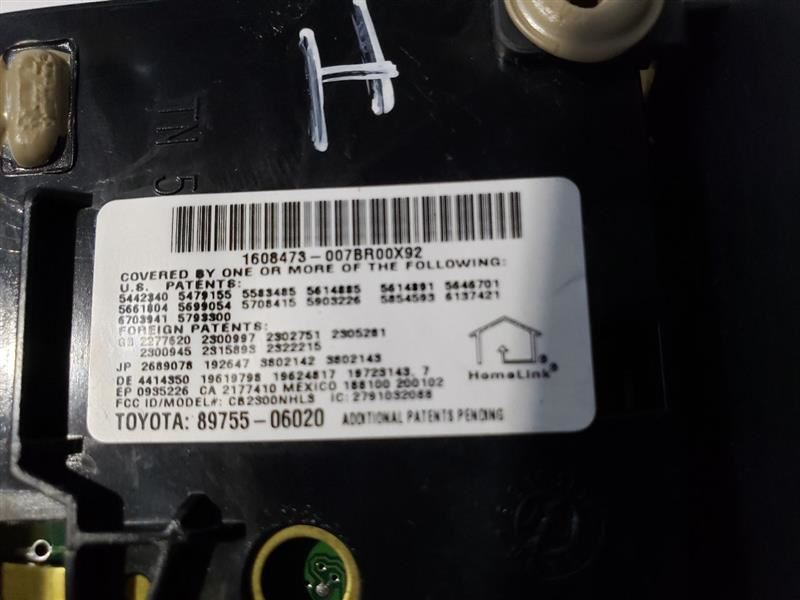 H
TN 5
1608473-007BR00X92
COVERED BY ONE OR MORE OF THE FOLLOWING:
U.S. PATENTS:
5442340 5479155 5583485 5614885 5614891 5646701
5661804 5699054 5708415 5903226 5854593 6137421
6703941 5793300
FOREIGN PATENTS:
GB 2277620 2300997 2302751 2305281
2300945 2315893 2322215
JP 2689078 192647 3802142 3802143
DE 4414350 19619798 19624817 19723143.7
EP 0935226 CA 2177410 MEXICO 188100 200102
FCC ID/MODEL#: CB2300NHL3 IC: 2791032088
HomeLink®
TOYOTA: 89755-06020 ADDITIONAL PATENTS PENDING